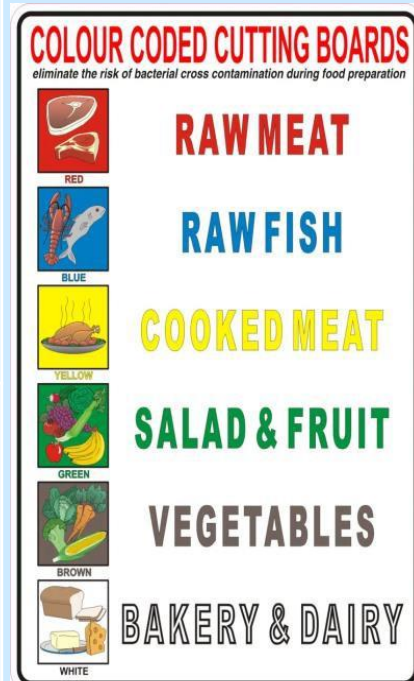 COLOUR CODED CUTTING BOARDS
eliminate the risk of bacterial cross contamination during food preparation
RED
RAW MEAT
BLUE
RAW FISH
YELLOW
COOKED MEAT
GREEN
SALAD & FRUIT
BROWN
VEGETABLES
WHITE
BAKERY & DAIRY